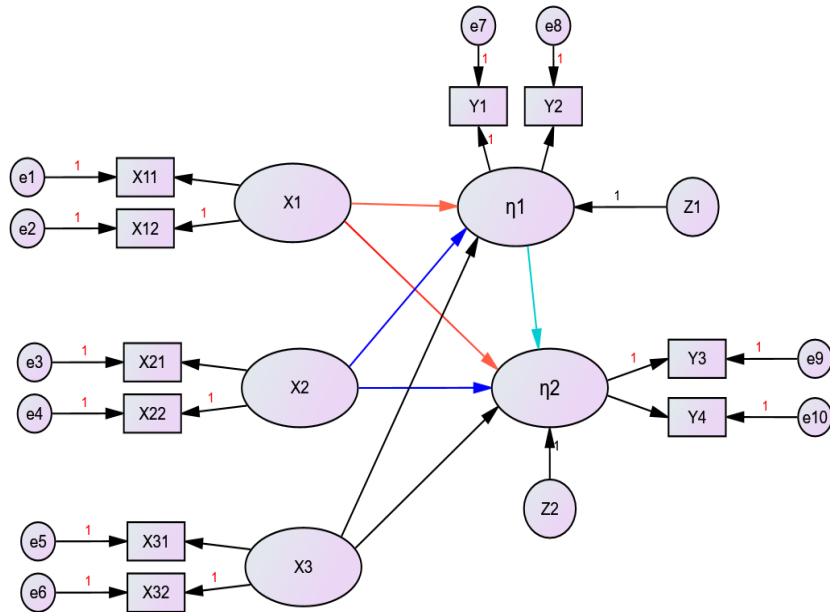 e7 e8
1 1
Y1 Y2
1
e1 1 X11
e2 1 X12 1
X1
η1
1
Z1
e3 1 X21
e4 1 X22 1
X2
η2
1 Y3 1 e9
Y4 1 e10
1
Z2
e5 1 X31
e6 1 X32 1
X3